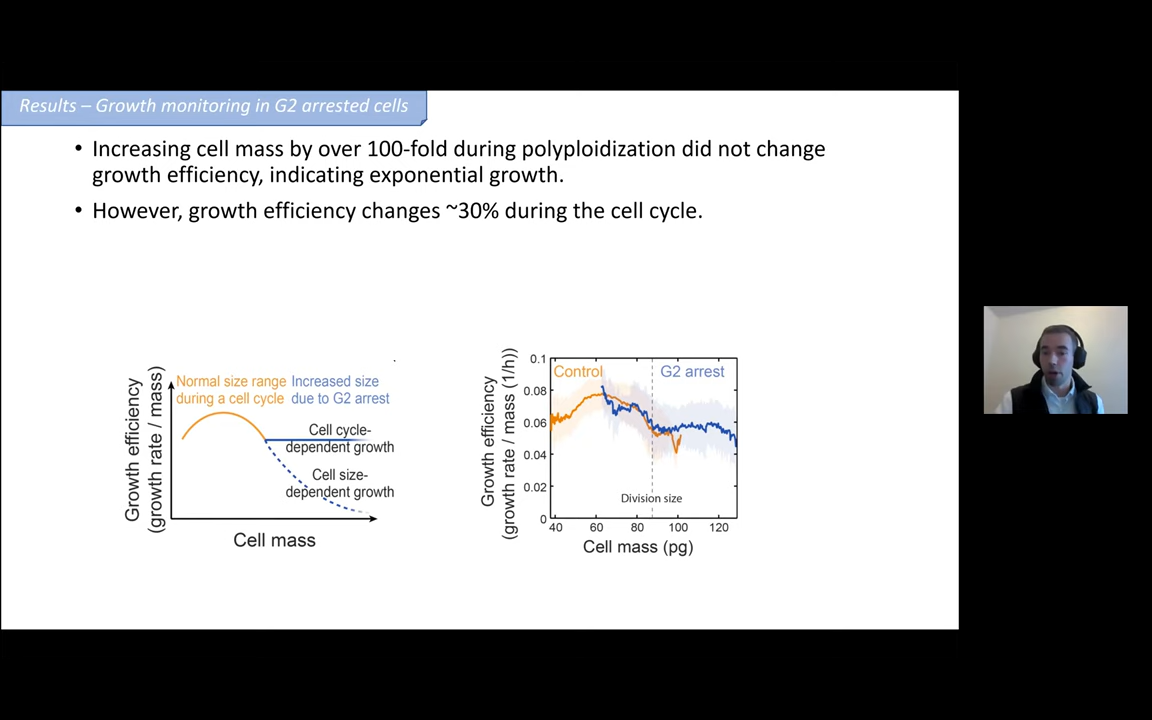 Results – Growth monitoring in G2 arrested cells
• Increasing cell mass by over 100-fold during polyploidization did not change
growth efficiency, indicating exponential growth.
• However, growth efficiency changes ~30% during the cell cycle.
Growth efficiency
(growth rate / mass)
Normal size range
during a cell cycle
Increased size
due to G2 arrest
Cell cycle-
dependent growth
Cell size-
dependent growth
Cell mass
Growth efficiency
(growth rate / mass (1/h))
0.1
0.08
0.06
0.04
0.02
0
Control
G2 arrest
Division size
40 60 80 100 120
Cell mass (pg)